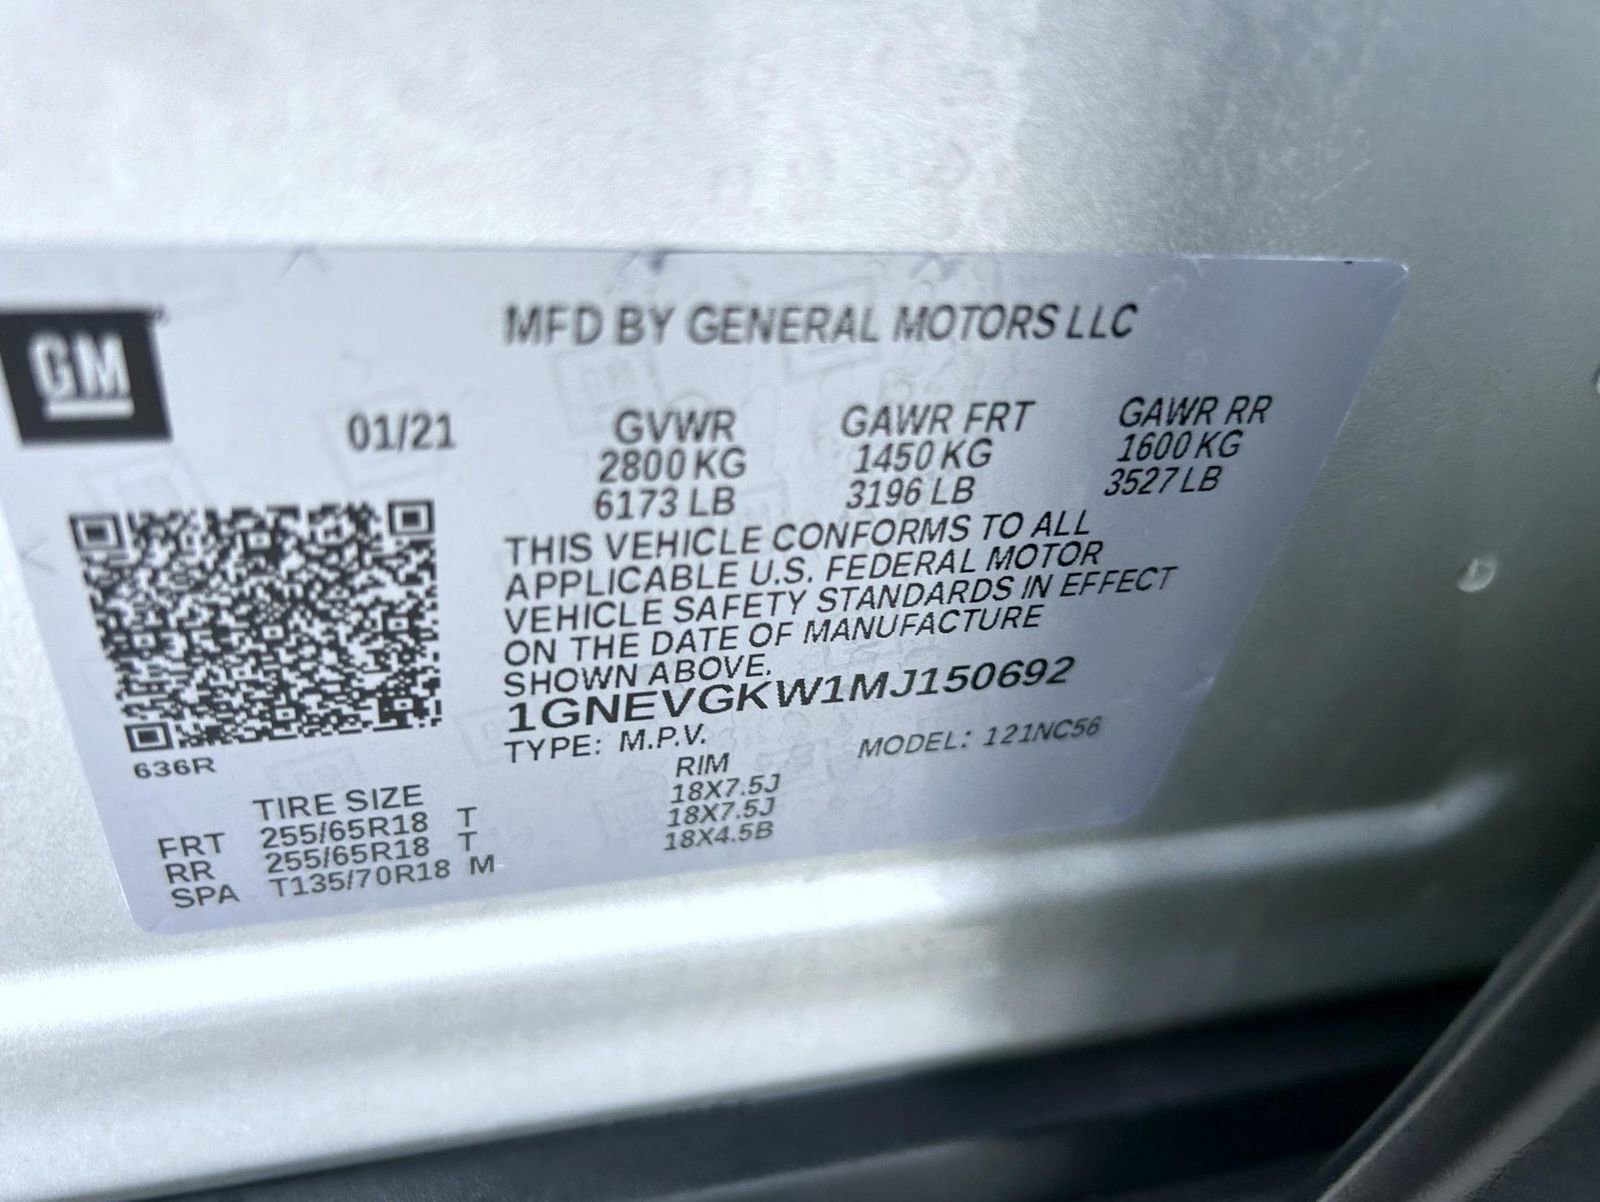 GM
MFD BY GENERAL MOTORS LLC
01/21 GVWR GAWR FRT GAWR RR
2800 KG 1450 KG 1600 KG
6173 LB 3196 LB 3527 LB
THIS VEHICLE CONFORMS TO ALL
APPLICABLE U.S. FEDERAL MOTOR
VEHICLE SAFETY STANDARDS IN EFFECT
ON THE DATE OF MANUFACTURE
SHOWN ABOVE.
1GNEVGKW1MJ150692
TYPE: M.P.V. MODEL: 121NC56
636R
TIRE SIZE RIM
FRT 255/65R18 T 18X7.5J
RR 255/65R18 T 18X7.5J
SPA T135/70R18 M 18X4.5B